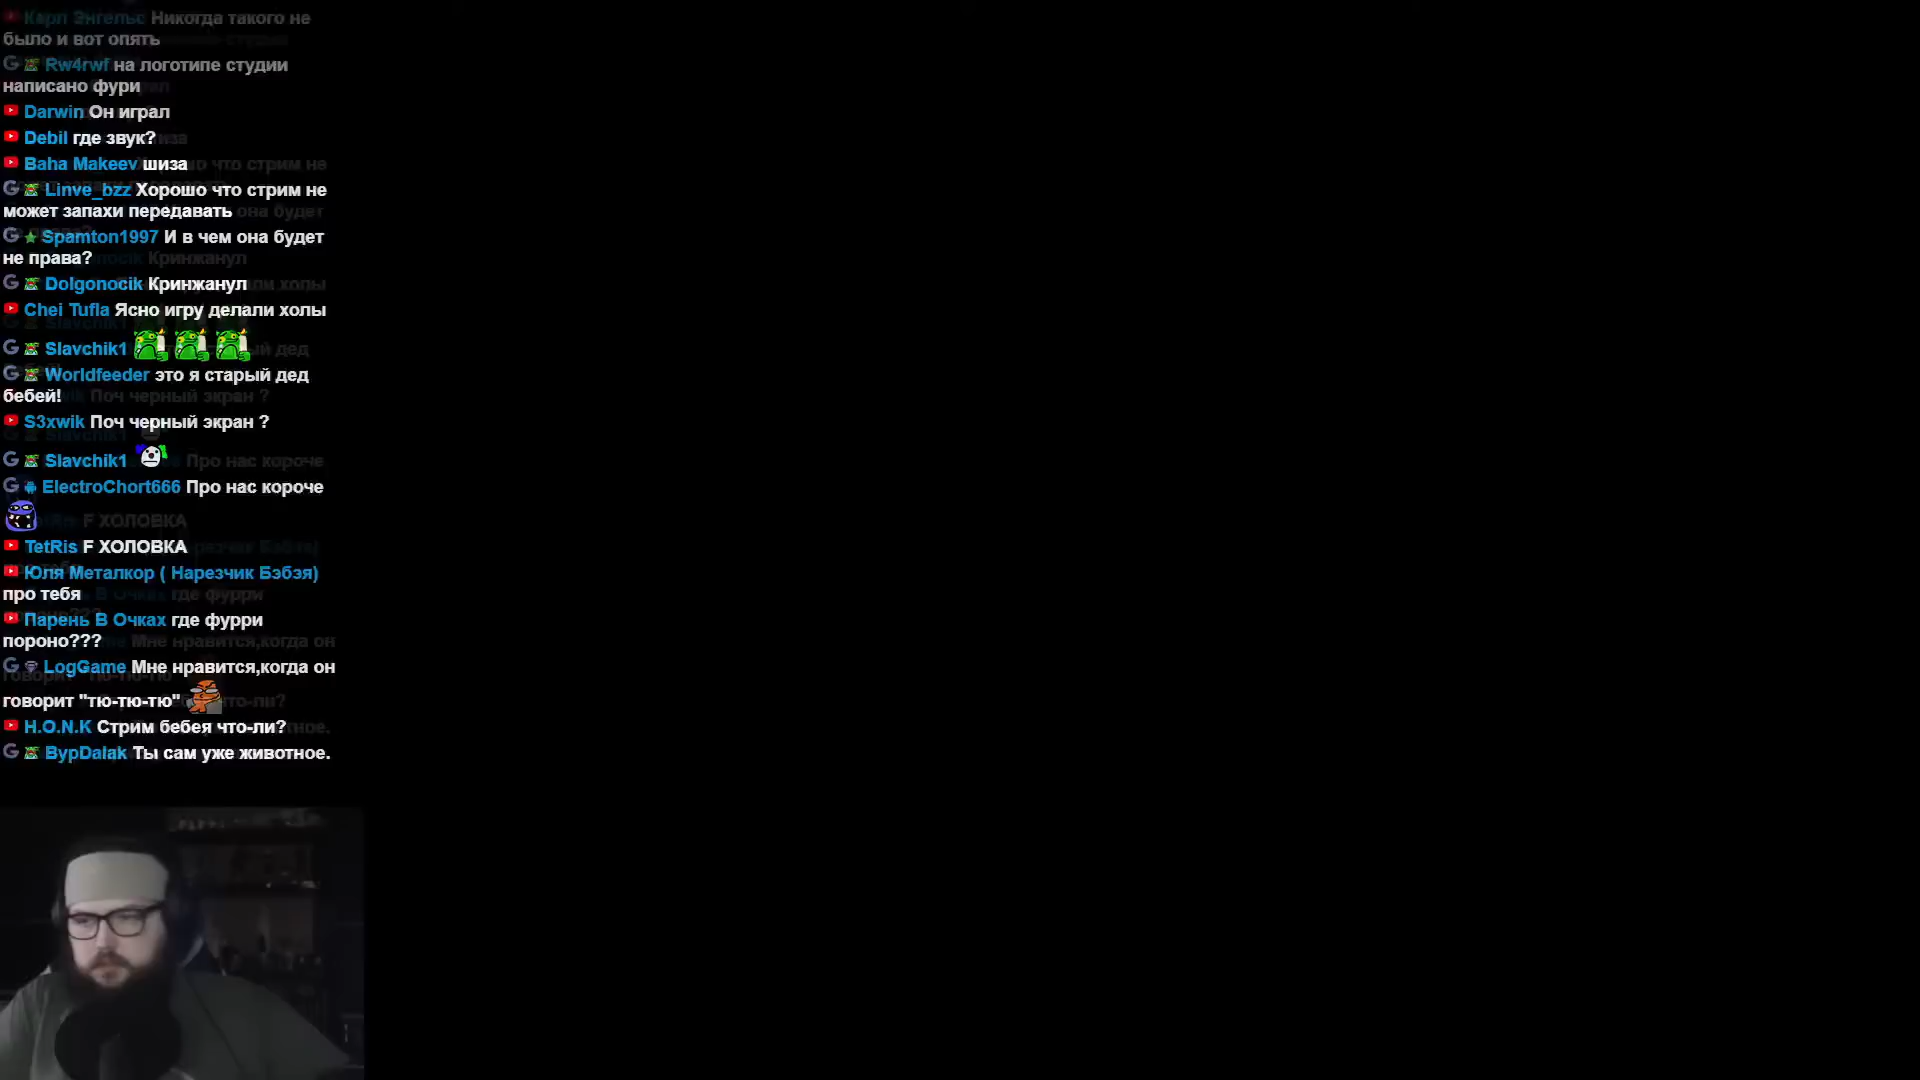 Карл Энгельс Никогда такого не
было и вот опять
Rw4rwf на логотипе студии
написано фури
Darwin Он играл
Debil где звук?
Baha Makeev шиза
Linve_bzz Хорошо что стрим не
может запахи передавать
Spamton1997 И в чем она будет
не права?
Dolgonocik Кринжанул
Chei Tufla Ясно игру делали холы
Slavchik1
Worldfeeder это я старый дед
бебей!
S3xwik Поч черный экран ?
Slavchik1
ElectroChort666 Про нас короче
TetRis F ХОЛОВКА
Юля Металкор ( Нарезчик Бэбэя)
про тебя
Парень В Очках где фурри
пороно???
LogGame Мне нравится,когда он
говорит "тю-тю-тю"
H.O.N.K Стрим бебея что-ли?
BypDalak Ты сам уже животное.